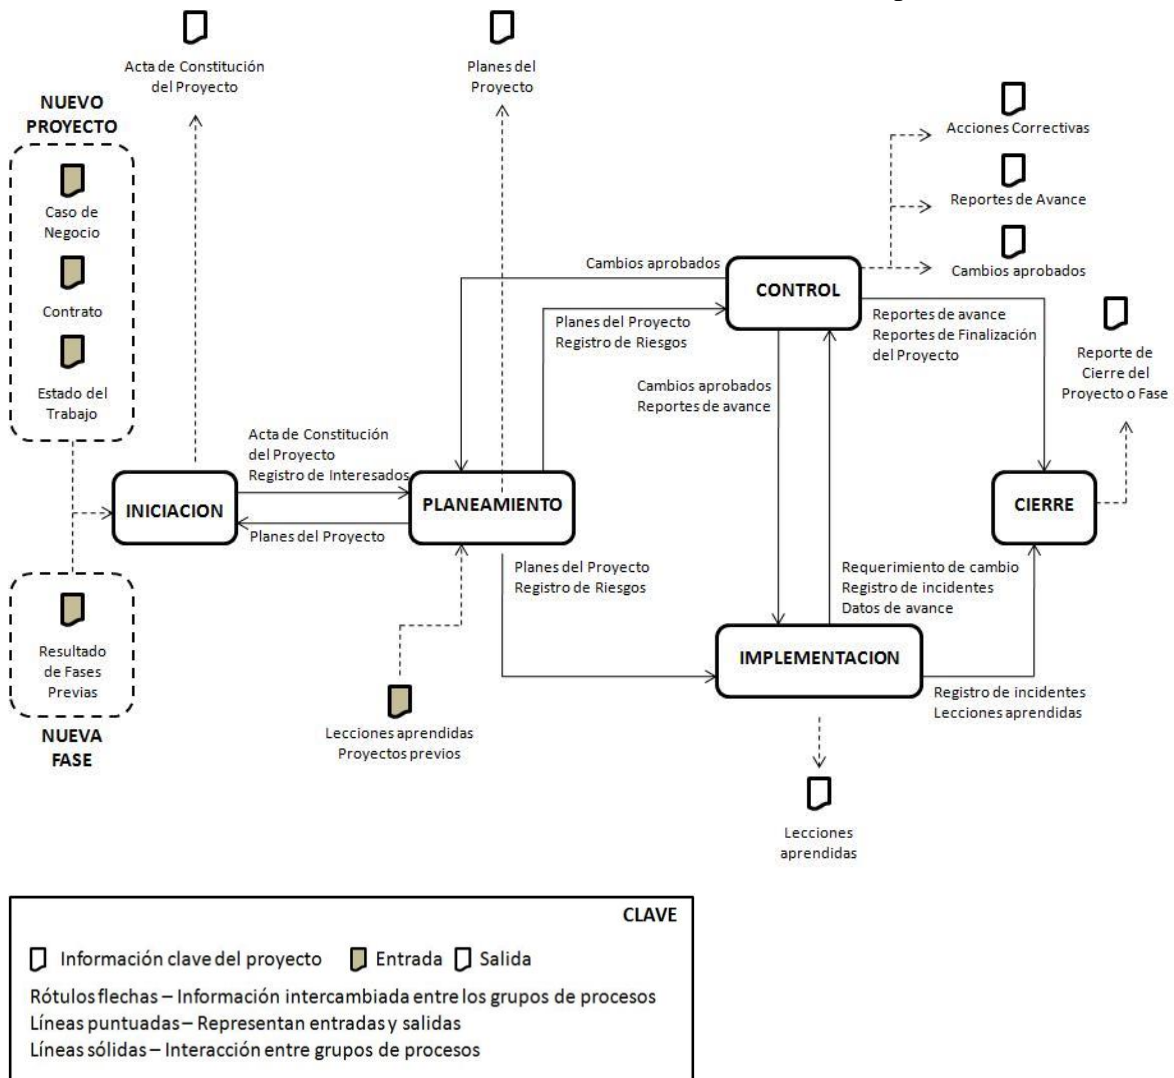 Acta de Constitución
del Proyecto
Planes del
Proyecto
NUEVO
PROYECTO
Caso de
Negocio
Contrato
Estado del
Trabajo
Acciones Correctivas
Reportes de Avance
Cambios aprobados
Cambios aprobados
CONTROL
Planes del Proyecto
Registro de Riesgos
Reportes de avance
Reportes de Finalización
del Proyecto
Reporte de
Cierre del
Proyecto o Fase
Cambios aprobados
Reportes de avance
Acta de Constitución
del Proyecto
Registro de Interesados
INICIACION
PLANEAMIENTO
CIERRE
Planes del Proyecto
Planes del Proyecto
Registro de Riesgos
Requerimiento de cambio
Registro de incidentes
Datos de avance
Resultado
de Fases
Previas
NUEVA
FASE
IMPLEMENTACION
Registro de incidentes
Lecciones aprendidas
Lecciones aprendidas
Proyectos previos
Lecciones
aprendidas
CLAVE
Información clave del proyecto Entrada Salida
Rótulos flechas – Información intercambiada entre los grupos de procesos
Líneas puntuadas – Representan entradas y salidas
Líneas sólidas – Interacción entre grupos de procesos